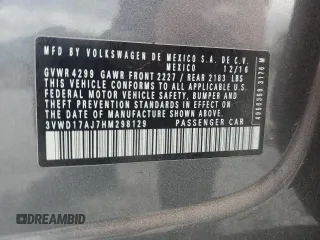 MFD BY VOLKSWAGEN DE MEXICO S.A. DE C.V.
MEXICO 12/16
GVWR 4299 GAWR FRONT 2227 / REAR 2183 LBS
THIS VEHICLE CONFORMS TO ALL APPLICABLE U.S.
FEDERAL MOTOR VEHICLE SAFETY, BUMPER, AND
THEFT PREVENTION STANDARDS IN EFFECT ON THE
DATE OF MANUFACTURE SHOWN ABOVE
3VWD17AJ7HM298129 PASSENGER CAR
DREAMBID